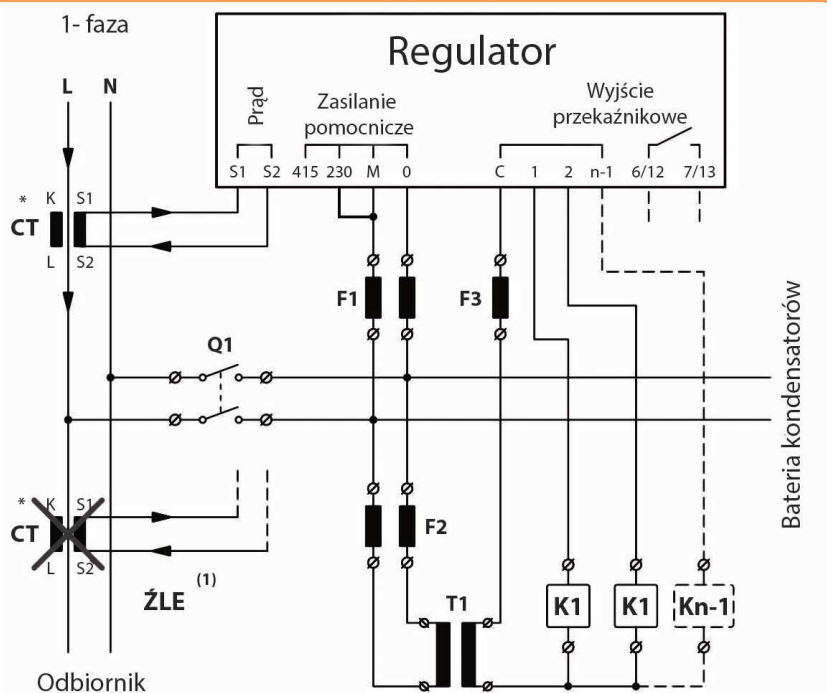 1- faza
Regulator
L N
Prąd
Zasilanie
pomocnicze
Wyjście
przekaźnikowe
S1 S2 415 230 M 0 C 1 2 n-1 6/12 7/13
* K S1
CT
L S2
F1
F3
Q1
Bateria kondensatorów
* K S1
CT
L S2
F2
ŹLE (1)
T1
K1 K1 Kn-1
Odbiornik